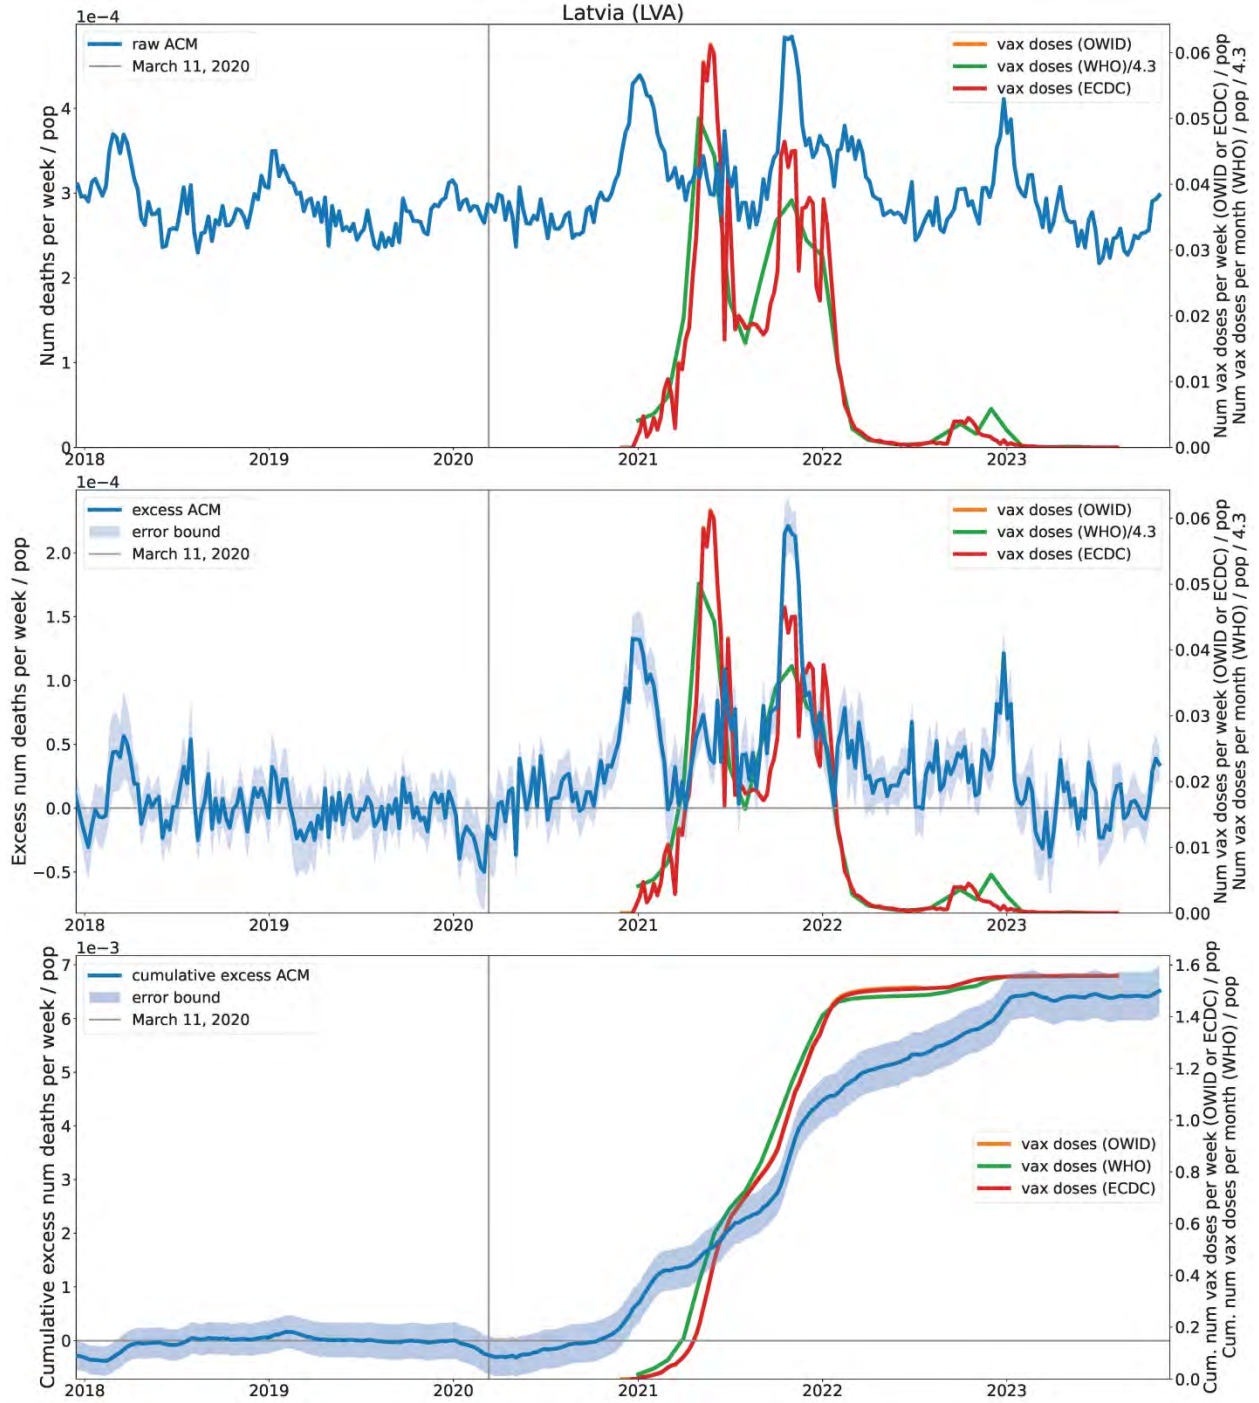 Latvia (LVA)
1e−4
raw ACM
March 11, 2020
vax doses (OWID)
vax doses (WHO)/4.3
vax doses (ECDC)
Num deaths per week / pop
4
3
2
1
0
0.06
0.05
0.04
0.03
0.02
0.01
0.00
Num vax doses per week (OWID or ECDC) / pop
Num vax doses per month (WHO) / pop / 4.3
2018 2019 2020 2021 2022 2023
1e−4
excess ACM
error bound
March 11, 2020
vax doses (OWID)
vax doses (WHO)/4.3
vax doses (ECDC)
Excess num deaths per week / pop
2.0
1.5
1.0
0.5
0.0
−0.5
0.06
0.05
0.04
0.03
0.02
0.01
0.00
Num vax doses per week (OWID or ECDC) / pop
Num vax doses per month (WHO) / pop / 4.3
2018 2019 2020 2021 2022 2023
1e−3
cumulative excess ACM
error bound
March 11, 2020
vax doses (OWID)
vax doses (WHO)
vax doses (ECDC)
Cumulative excess num deaths per week / pop
7
6
5
4
3
2
1
0
1.6
1.4
1.2
1.0
0.8
0.6
0.4
0.2
0.0
Cum. num vax doses per week (OWID or ECDC) / pop
Cum. num vax doses per month (WHO) / pop
2018 2019 2020 2021 2022 2023